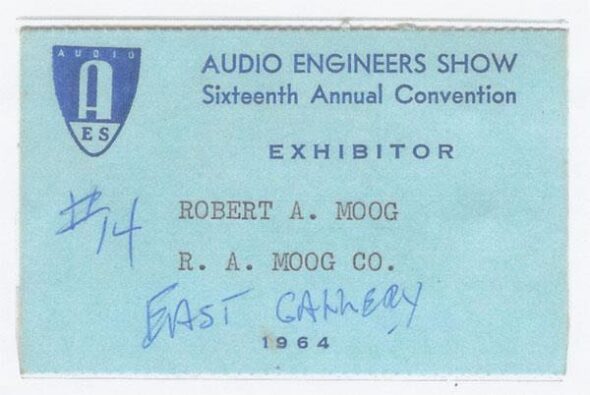 AUDIO
A
ES
AUDIO ENGINEERS SHOW
Sixteenth Annual Convention
EXHIBITOR
#14
ROBERT A. MOOG
R. A. MOOG CO.
EAST GALLERY
1964